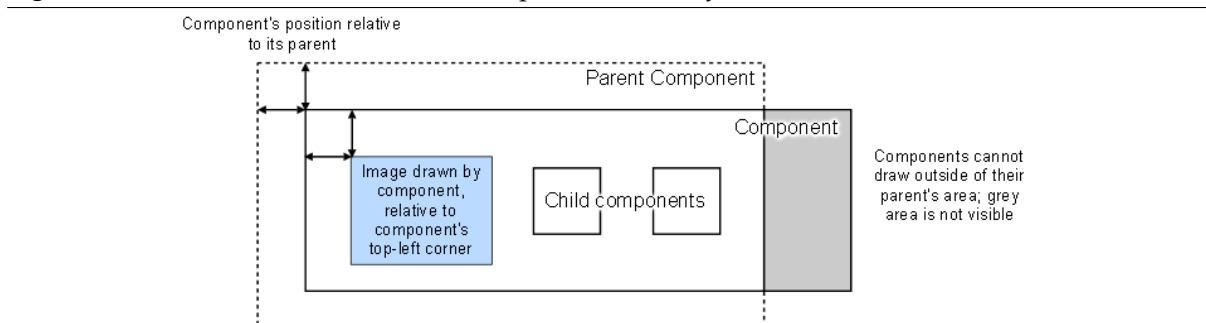 Component's position relative
to its parent
Parent Component
Component
Image drawn by
component,
relative to
component's
top-left corner
Child components
Components cannot
draw outside of their
parent's area; grey
area is not visible